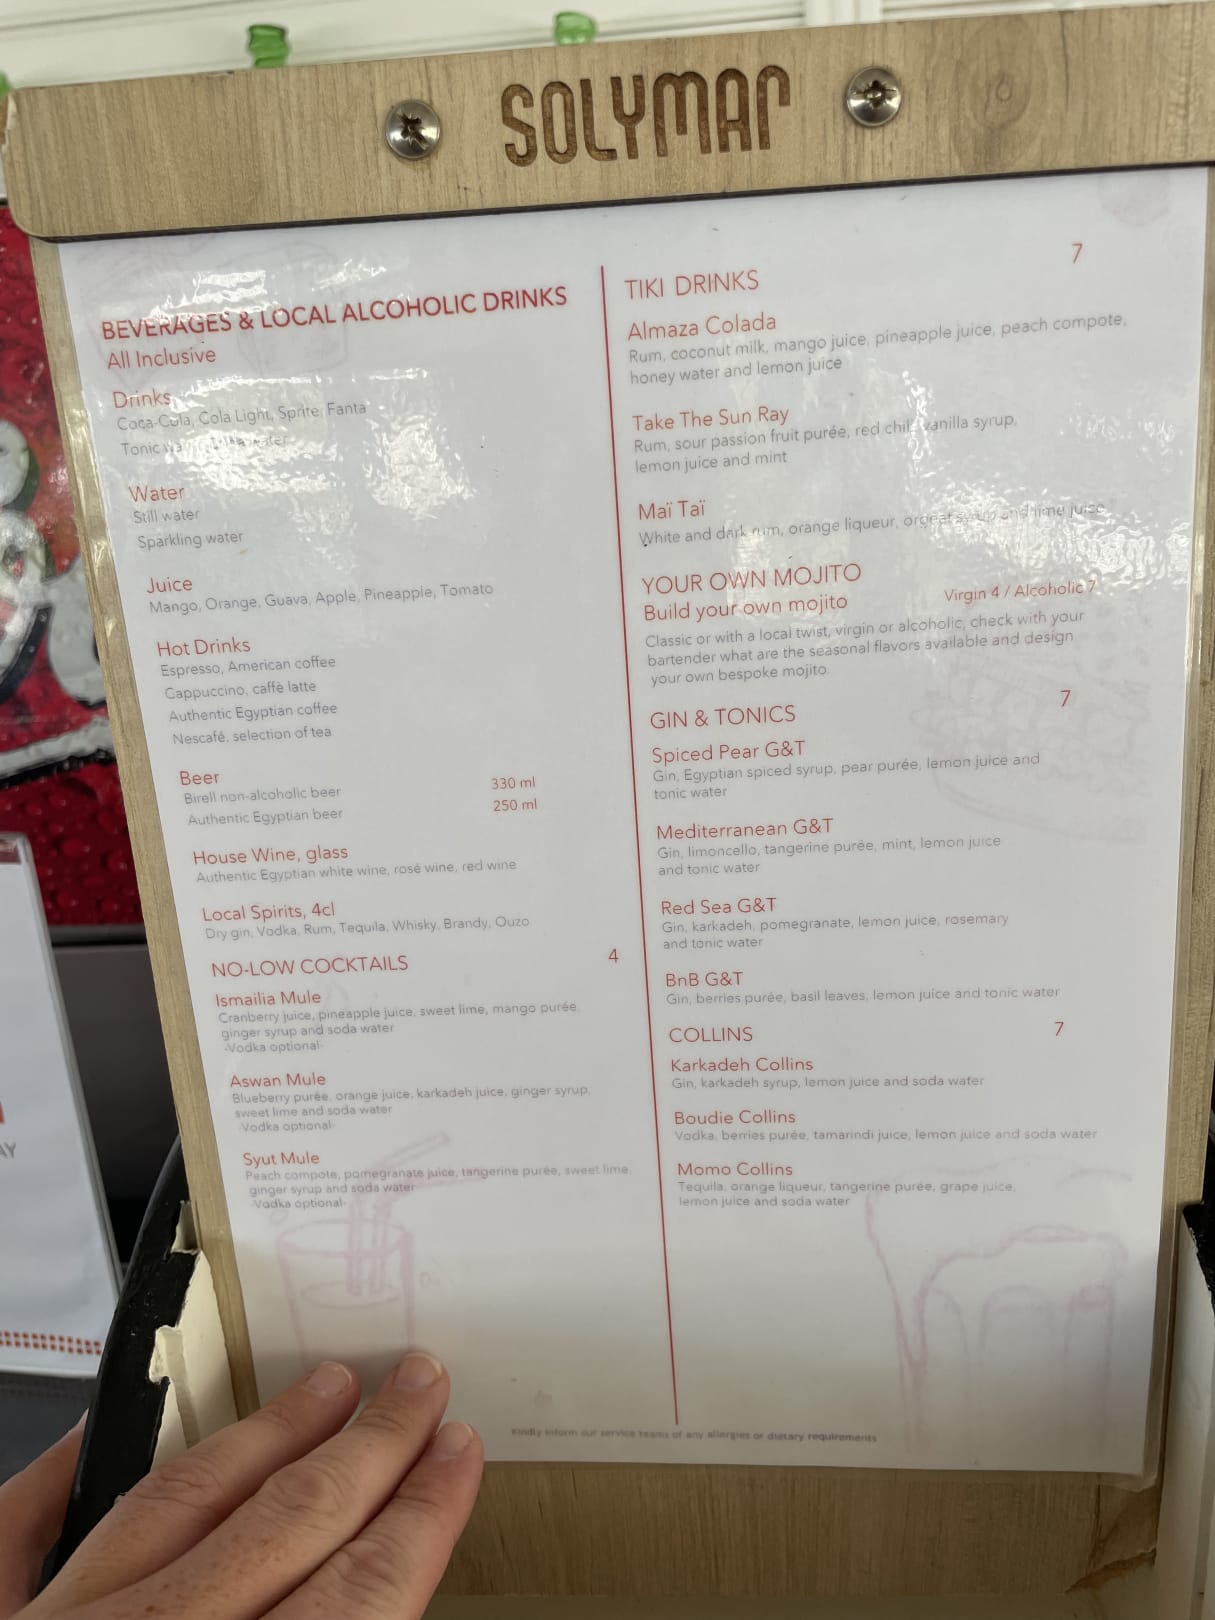 SOLYMAR
BEVERAGES & LOCAL ALCOHOLIC DRINKS
All Inclusive
Drinks
Coca-Cola, Cola Light, Sprite, Fanta
Tonic
Water
Still water
Sparkling water
Juice
Mango, Orange, Guava, Apple, Pineapple, Tomato
Hot Drinks
Espresso, American coffee
Cappuccino, caffè latte
Authentic Egyptian coffee
Nescafé, selection of tea
Beer
Birell non-alcoholic beer 330 ml
Authentic Egyptian beer 250 ml
House Wine, glass
Authentic Egyptian white wine, rosé wine, red wine
Local Spirits, 4cl
Dry gin, Vodka, Rum, Tequila, Whisky, Brandy, Ouzo
NO-LOW COCKTAILS 4
Ismailia Mule
Cranberry juice, pineapple juice, sweet lime, mango purée,
ginger syrup and soda water
-Vodka optional-
Aswan Mule
Blueberry purée, orange juice, karkadeh juice, ginger syrup,
sweet lime and soda water
-Vodka optional-
Syut Mule
Peach compote, pomegranate juice, tangerine purée, sweet lime,
ginger syrup and soda water
-Vodka optional-
TIKI DRINKS 7
Almaza Colada
Rum, coconut milk, mango juice, pineapple juice, peach compote,
honey water and lemon juice
Take The Sun Ray
Rum, sour passion fruit purée, red chili, vanilla syrup,
lemon juice and mint
Maï Taï
White and dark rum, orange liqueur, orgeat syrup and lime juice
YOUR OWN MOJITO
Build your own mojito Virgin 4 / Alcoholic 7
Classic or with a local twist, virgin or alcoholic, check with your
bartender what are the seasonal flavors available and design
your own bespoke mojito.
GIN & TONICS 7
Spiced Pear G&T
Gin, Egyptian spiced syrup, pear purée, lemon juice and
tonic water
Mediterranean G&T
Gin, limoncello, tangerine purée, mint, lemon juice
and tonic water
Red Sea G&T
Gin, karkadeh, pomegranate, lemon juice, rosemary
and tonic water
BnB G&T
Gin, berries purée, basil leaves, lemon juice and tonic water
COLLINS 7
Karkadeh Collins
Gin, karkadeh syrup, lemon juice and soda water
Boudie Collins
Vodka, berries purée, tamarindi juice, lemon juice and soda water
Momo Collins
Tequila, orange liqueur, tangerine purée, grape juice,
lemon juice and soda water
Kindly inform our service teams of any allergies or dietary requirements
AY